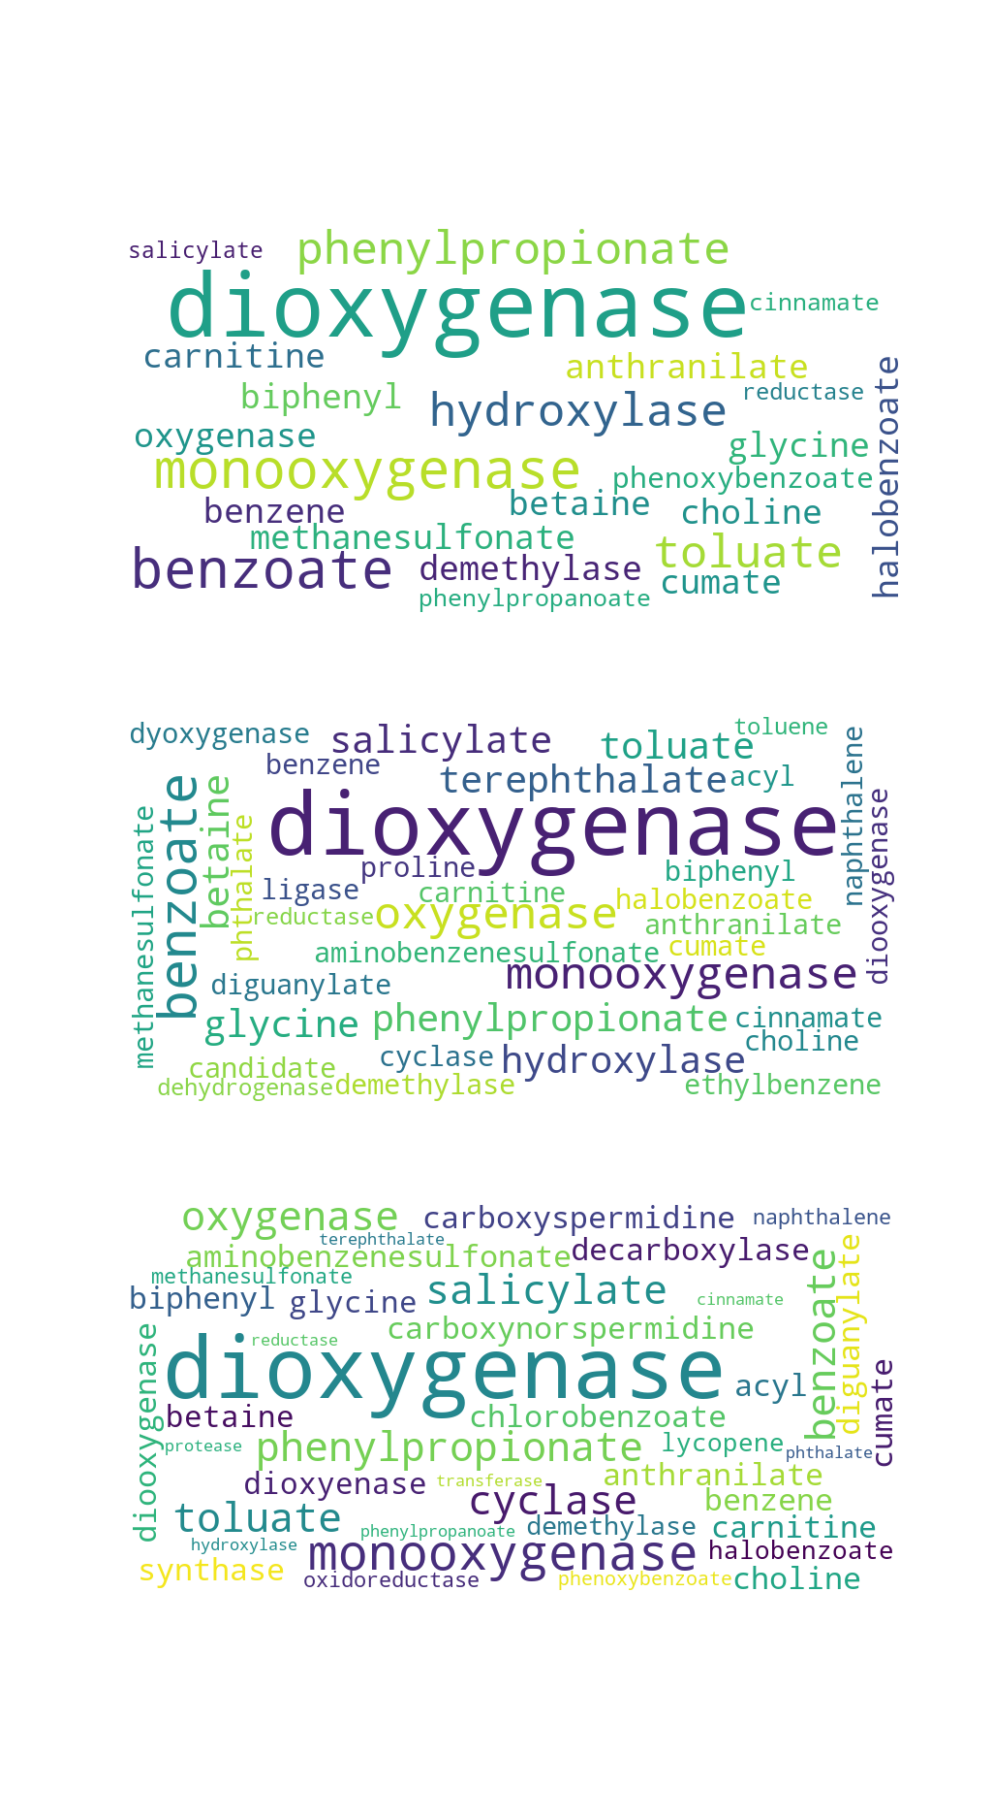 phenylpropionate
salicylate
dioxygenase
cinnamate
carnitine
anthranilate
reductase
biphenyl
hydroxylase
halobenzoate
oxygenase
glycine
monooxygenase
phenoxybenzoate
benzene
betaine
choline
methanesulfonate
toluate
benzoate
demethylase
cumate
phenylpropanoate
dyoxygenase
salicylate
toluene
toluate
benzene
terephthalate
acyl
naphthalene
dioxygenase
benzoate
betaine
methanesulfonate
phthalate
diooxygenase
proline
biphenyl
ligase
carnitine
halobenzoate
reductase
oxygenase
anthranilate
aminobenzenesulfonate
cumate
monooxygenase
diguanylate
glycine
phenylpropionate
cinnamate
choline
cyclase
hydroxylase
candidate
dehydrogenase
demethylase
ethylbenzene
oxygenase
carboxyspermidine
naphthalene
terephthalate
aminobenzenesulfonate
decarboxylase
methanesulfonate
biphenyl
glycine
salicylate
cinnamate
benzoate
diguanylate
carboxynorspermidine
reductase
dioxygenase
diooxygenase
acyl
cumate
betaine
chlorobenzoate
protease
phenylpropionate
lycopene
phthalate
dioxyenase
transferase
anthranilate
cyclase
benzene
toluate
phenylpropanoate
demethylase
carnitine
hydroxylase
monooxygenase
halobenzoate
synthase
oxidoreductase
phenoxybenzoate
choline